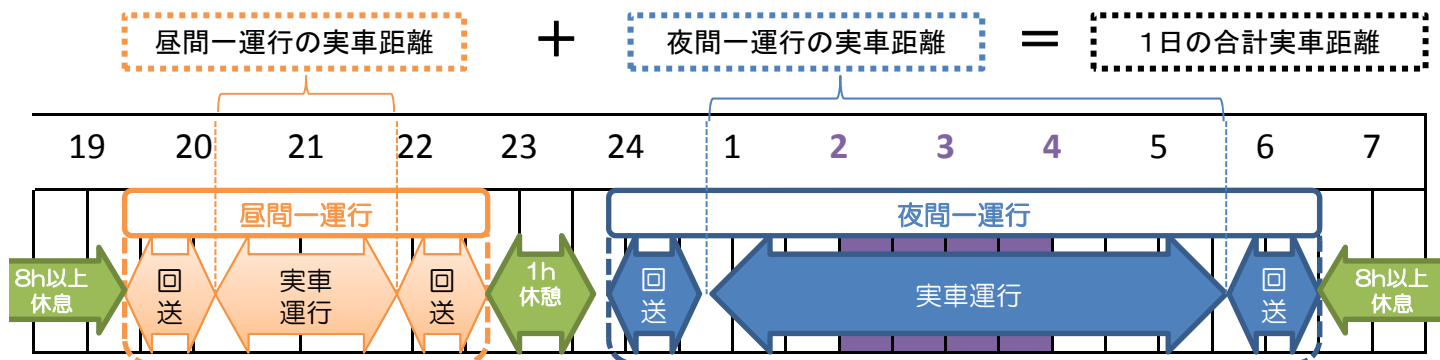 昼間一運行の実車距離 + 夜間一運行の実車距離 = 1日の合計実車距離
19 20 21 22 23 24 1 2 3 4 5 6 7
昼間一運行
夜間一運行
8h以上
休息
回
送
実車
運行
回
送
1h
休憩
回
送
実車運行
回
送
8h以上
休息